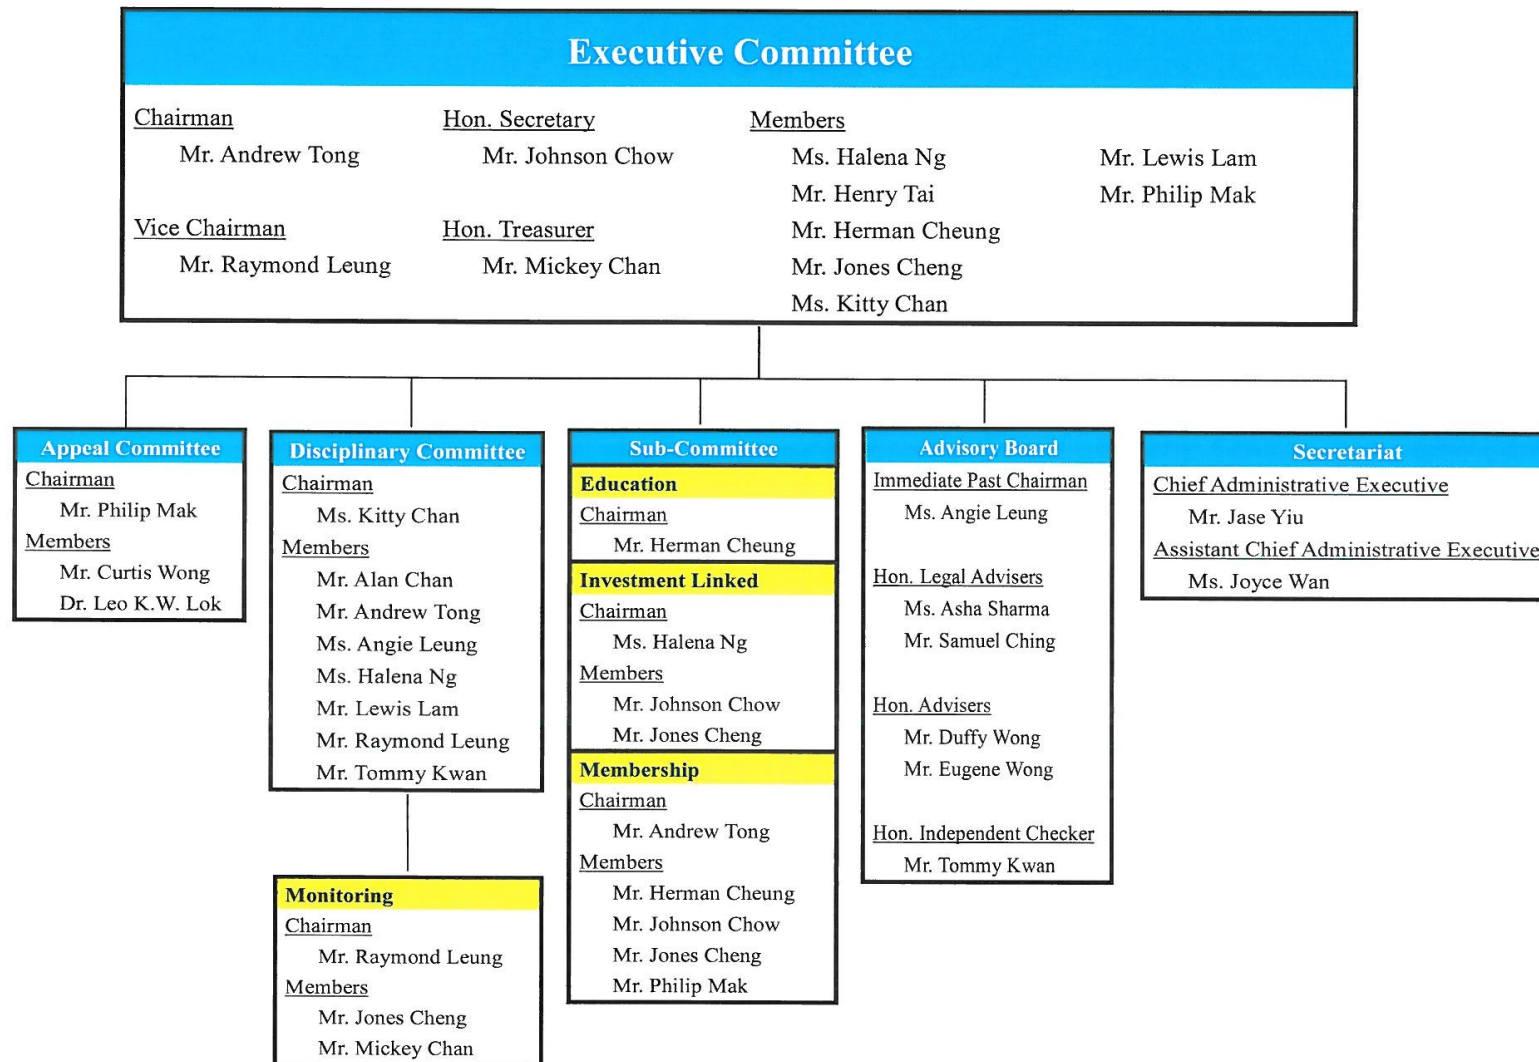 Executive Committee
Chairman
Mr. Andrew Tong
Vice Chairman
Mr. Raymond Leung
Hon. Secretary
Mr. Johnson Chow
Hon. Treasurer
Mr. Mickey Chan
Members
Ms. Halena Ng
Mr. Henry Tai
Mr. Herman Cheung
Mr. Jones Cheng
Ms. Kitty Chan
Mr. Lewis Lam
Mr. Philip Mak
Appeal Committee
Chairman
Mr. Philip Mak
Members
Mr. Curtis Wong
Dr. Leo K.W. Lok
Disciplinary Committee
Chairman
Ms. Kitty Chan
Members
Mr. Alan Chan
Mr. Andrew Tong
Ms. Angie Leung
Ms. Halena Ng
Mr. Lewis Lam
Mr. Raymond Leung
Mr. Tommy Kwan
Monitoring
Chairman
Mr. Raymond Leung
Members
Mr. Jones Cheng
Mr. Mickey Chan
Sub-Committee
Education
Chairman
Mr. Herman Cheung
Investment Linked
Chairman
Ms. Halena Ng
Members
Mr. Johnson Chow
Mr. Jones Cheng
Membership
Chairman
Mr. Andrew Tong
Members
Mr. Herman Cheung
Mr. Johnson Chow
Mr. Jones Cheng
Mr. Philip Mak
Advisory Board
Immediate Past Chairman
Ms. Angie Leung
Hon. Legal Advisers
Ms. Asha Sharma
Mr. Samuel Ching
Hon. Advisers
Mr. Duffy Wong
Mr. Eugene Wong
Hon. Independent Checker
Mr. Tommy Kwan
Secretariat
Chief Administrative Executive
Mr. Jase Yiu
Assistant Chief Administrative Executive
Ms. Joyce Wan